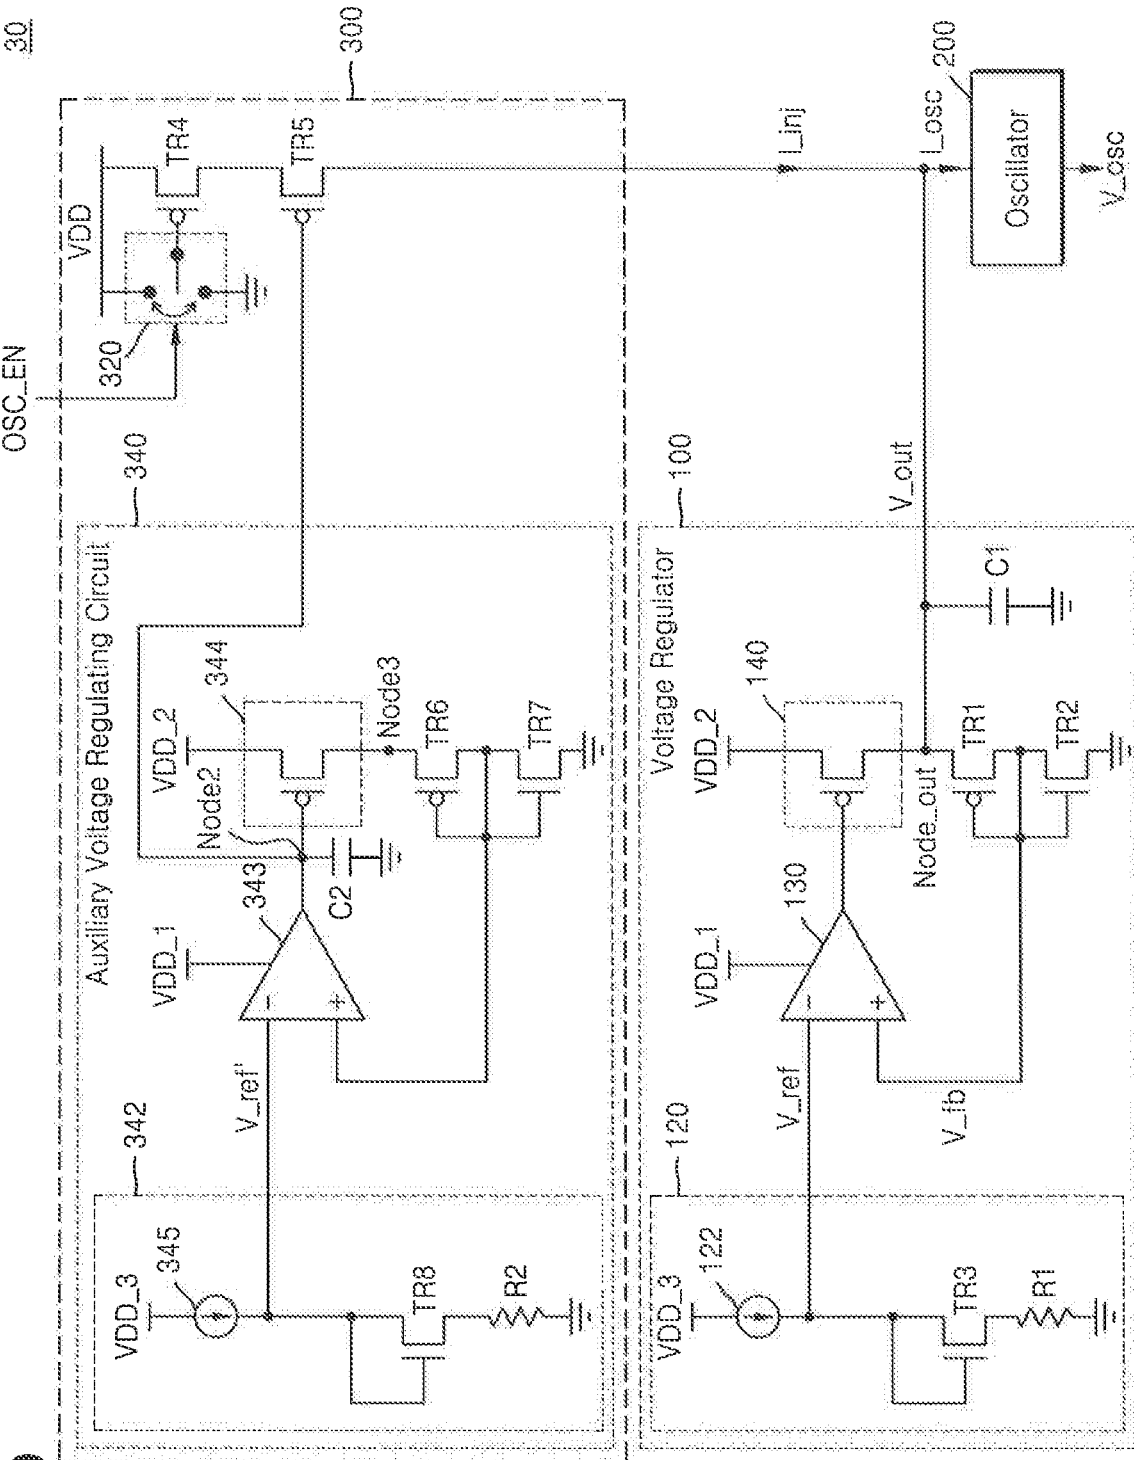 30
300
OSC_EN
VDD
320
TR4
TR5
340
Auxiliary Voltage Regulating Circuit
342
VDD_3
345
TR8
R2
V_ref'
VDD_1
343
-
+
Node2
C2
VDD_2
344
Node3
TR6
TR7
I_inj
100
Voltage Regulator
120
VDD_3
122
TR3
R1
V_ref
V_fb
VDD_1
130
-
+
VDD_2
140
Node_out
TR1
TR2
C1
V_out
I_osc
200
Oscillator
V_osc